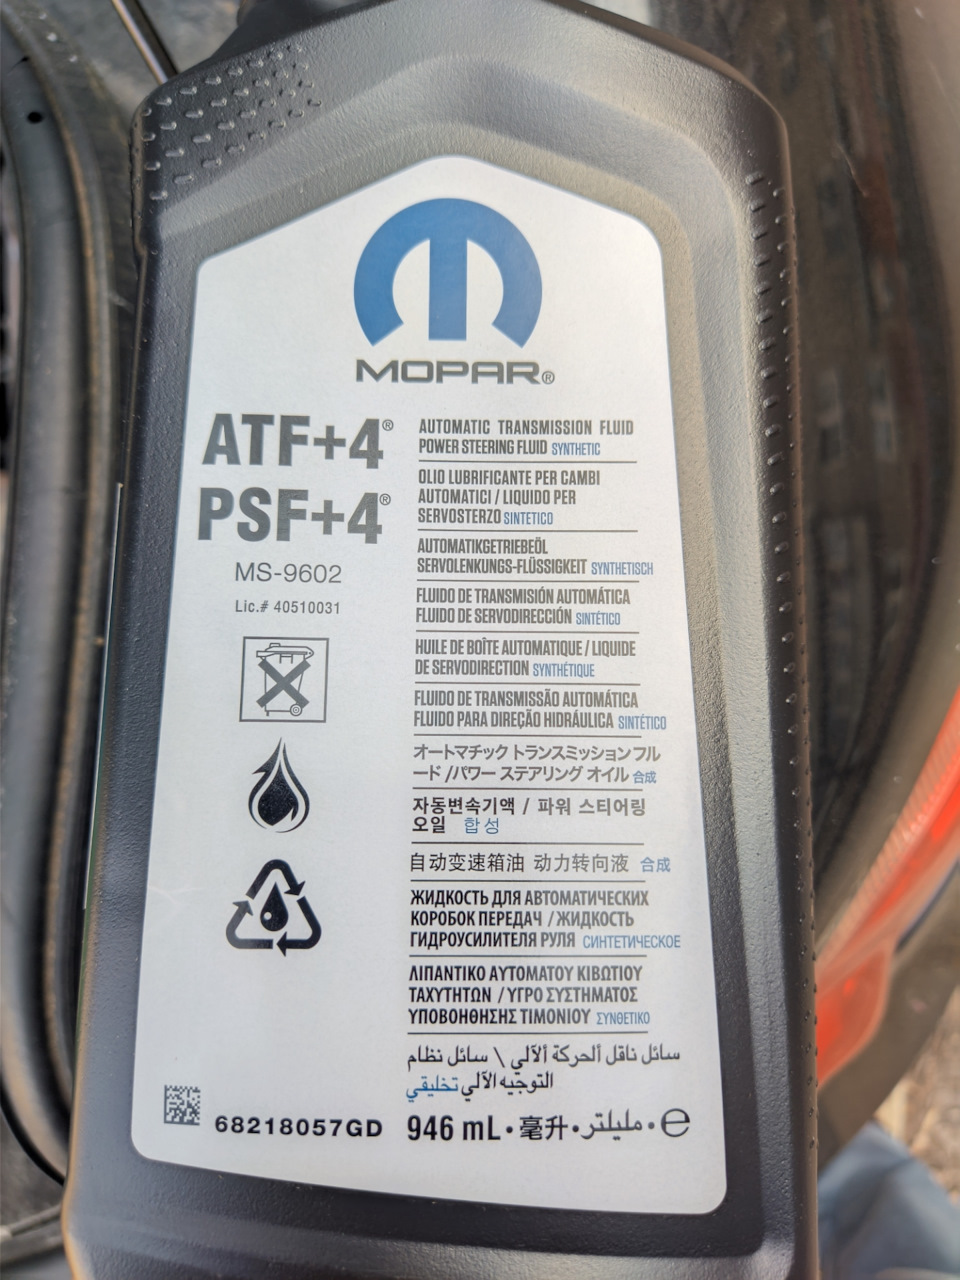 MOPAR®
ATF+4®
PSF+4®
MS-9602
Lic.# 40510031
AUTOMATIC TRANSMISSION FLUID
POWER STEERING FLUID SYNTHETIC
OLIO LUBRIFICANTE PER CAMBI
AUTOMATICI / LIQUIDO PER
SERVOSTERZO SINTETICO
AUTOMATIKGETRIEBEÖL
SERVOLENKUNGS-FLÜSSIGKEIT SYNTHETISCH
FLUIDO DE TRANSMISIÓN AUTOMÁTICA
FLUIDO DE SERVODIRECCIÓN SINTÉTICO
HUILE DE BOÎTE AUTOMATIQUE / LIQUIDE
DE SERVODIRECTION SYNTHÉTIQUE
FLUIDO DE TRANSMISSÃO AUTOMÁTICA
FLUIDO PARA DIREÇÃO HIDRÁULICA SINTÉTICO
オートマチック トランスミッションフル
ード /パワー ステアリング オイル 合成
자동변속기액 / 파워 스티어링
오일 합성
自动变速箱油 动力转向液 合成
ЖИДКОСТЬ ДЛЯ АВТОМАТИЧЕСКИХ
КОРОБОК ПЕРЕДАЧ / ЖИДКОСТЬ
ГИДРОУСИЛИТЕЛЯ РУЛЯ СИНТЕТИЧЕСКОЕ
ΛΙΠΑΝΤΙΚΟ ΑΥΤΟΜΑΤΟΥ ΚΙΒΩΤΙΟΥ
ΤΑΧΥΤΗΤΩΝ / ΥΓΡΟ ΣΥΣΤΗΜΑΤΟΣ
ΥΠΟΒΟΗΘΗΣΗΣ ΤΙΜΟΝΙΟΥ ΣΥΝΘΕΤΙΚΟ
سائل ناقل ألحركة ألآلي \ سائل نظام
التوجيه الآلي تخليقي
68218057GD
946 mL • 毫升 • مليلتر • ℮